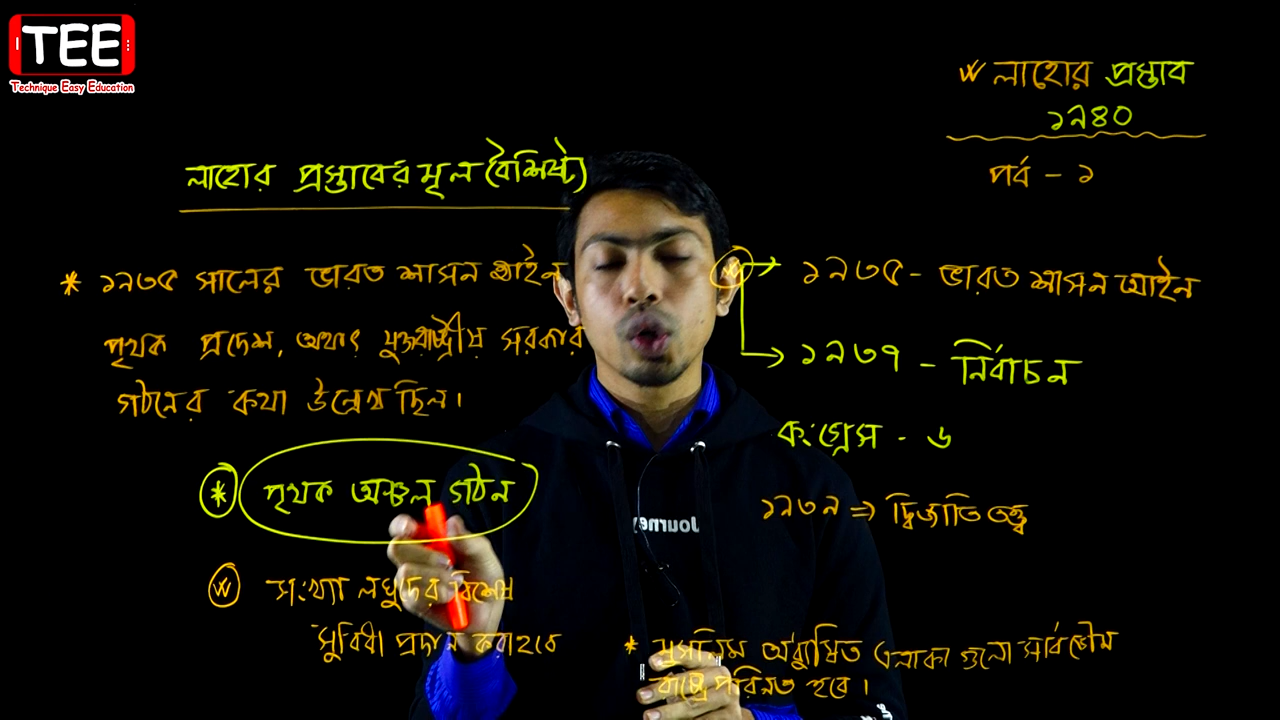 TEE
Technique Easy Education
লাহোর প্রস্তাব
১৯৪০
পর্ব - ১
লাহোর প্রস্তাবের মূল বৈশিষ্ট্য
* ১৯৩৫ সালের ভারত শাসন আইন
পৃথক প্রদেশ, অর্থাৎ যুক্তরাষ্ট্রীয় সরকার
গঠনের কথা উল্লেখ ছিল।
* পৃথক অঞ্চল গঠন
সংখ্যা লঘুদের বিশেষ
সুবিধা প্রদান করা হবে
→ ১৯৩৫ - ভারত শাসন আইন
→ ১৯৩৭ - নির্বাচন
কংগ্রেস - ৬
১৯৩৯ ⇒ দ্বিজাতি তত্ত্ব
* মুসলিম অধ্যুষিত এলাকা গুলো সার্বভৌম
রাষ্ট্রে পরিনত হবে।
Journey